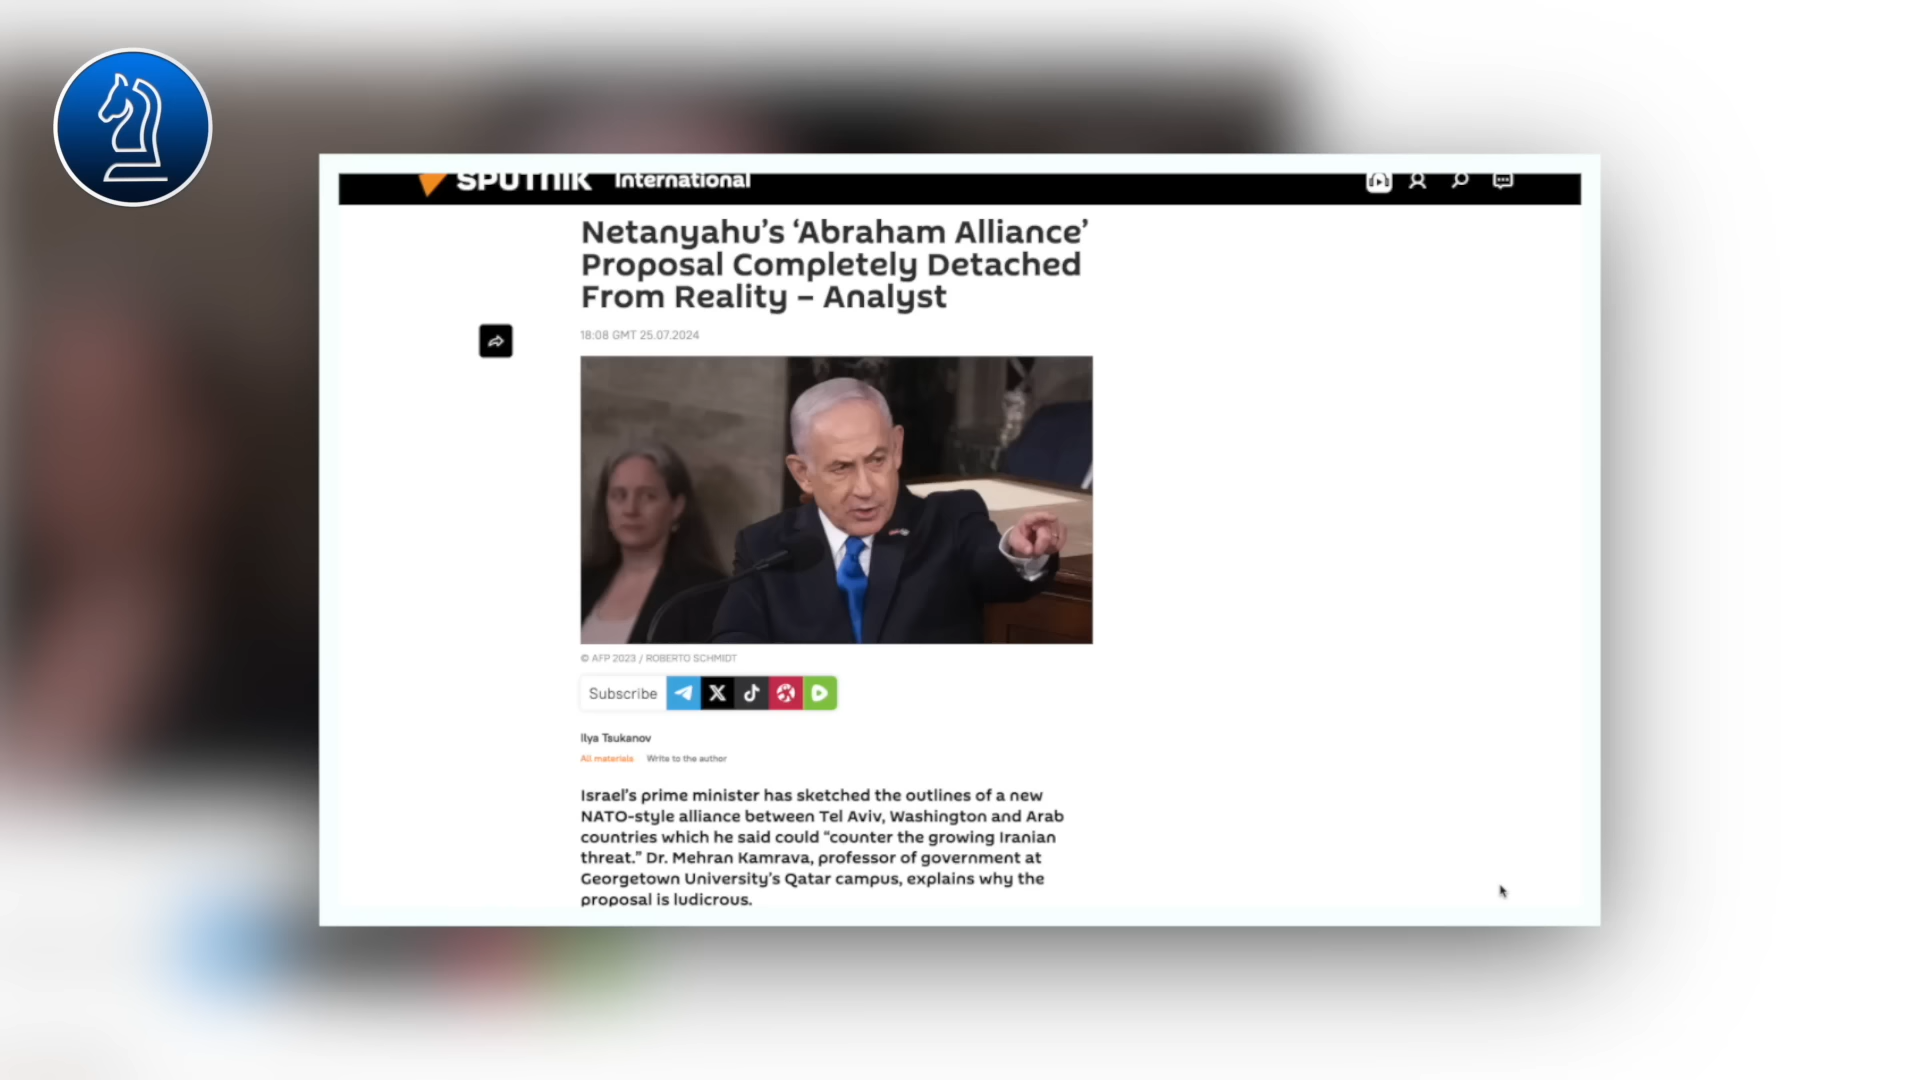 SPUTNIK International
Netanyahu's ‘Abraham Alliance’
Proposal Completely Detached
From Reality – Analyst
18:08 GMT 25.07.2024
© AFP 2023 / ROBERTO SCHMIDT
Subscribe
Ilya Tsukanov
All materials Write to the author
Israel's prime minister has sketched the outlines of a new
NATO-style alliance between Tel Aviv, Washington and Arab
countries which he said could “counter the growing Iranian
threat.” Dr. Mehran Kamrava, professor of government at
Georgetown University's Qatar campus, explains why the
proposal is ludicrous.